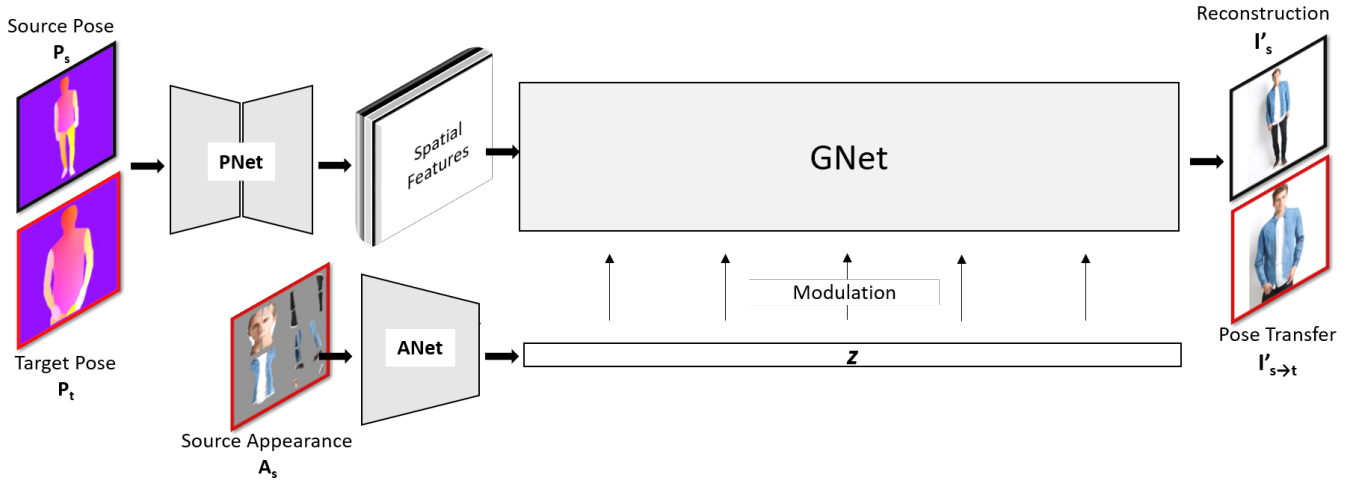 Source Pose
Pₛ
PNet
Spatial
Features
GNet
Reconstruction
I'ₛ
Target Pose
Pₜ
Source Appearance
Aₛ
ANet
Modulation
z
Pose Transfer
I'ₛ→ₜ